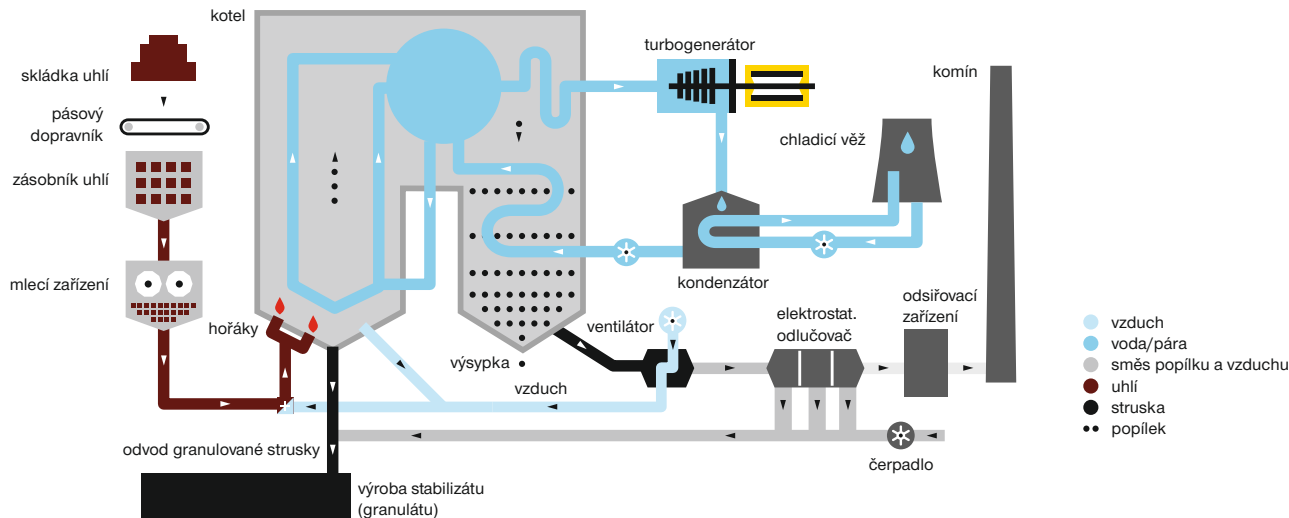 kotel
skládka uhlí
pásový
dopravník
zásobník uhlí
mlecí zařízení
hořáky
výsypka
vzduch
ventilátor
turbogenerátor
kondenzátor
chladicí věž
komín
elektrostat.
odlučovač
odsiřovací
zařízení
čerpadlo
odvod granulované strusky
výroba stabilizátu
(granulátu)
vzduch
voda/pára
směs popílku a vzduchu
uhlí
struska
popílek